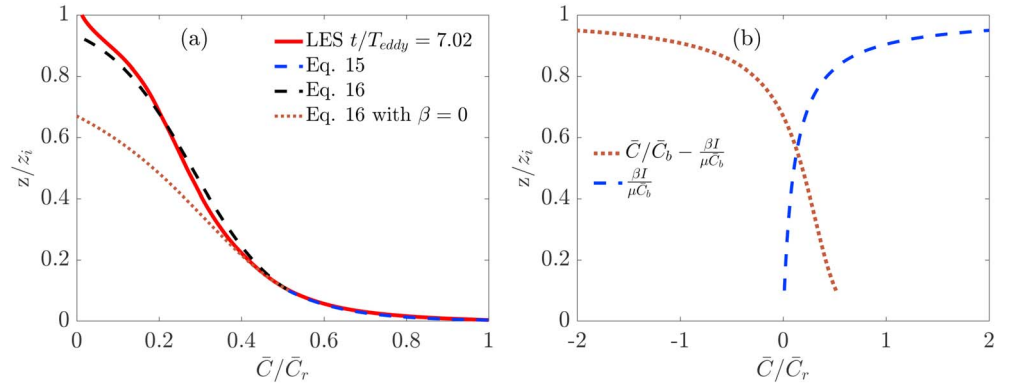 (a)
LES t/T_{eddy} = 7.02
Eq. 15
Eq. 16
Eq. 16 with β = 0
1
0.8
0.6
0.4
0.2
0
z/z_i
0 0.2 0.4 0.6 0.8 1
C̄/C̄_r
(b)
C̄/C̄_b − βI/μC̄_b
βI/μC̄_b
1
0.8
0.6
0.4
0.2
0
z/z_i
-2 -1 0 1 2
C̄/C̄_r